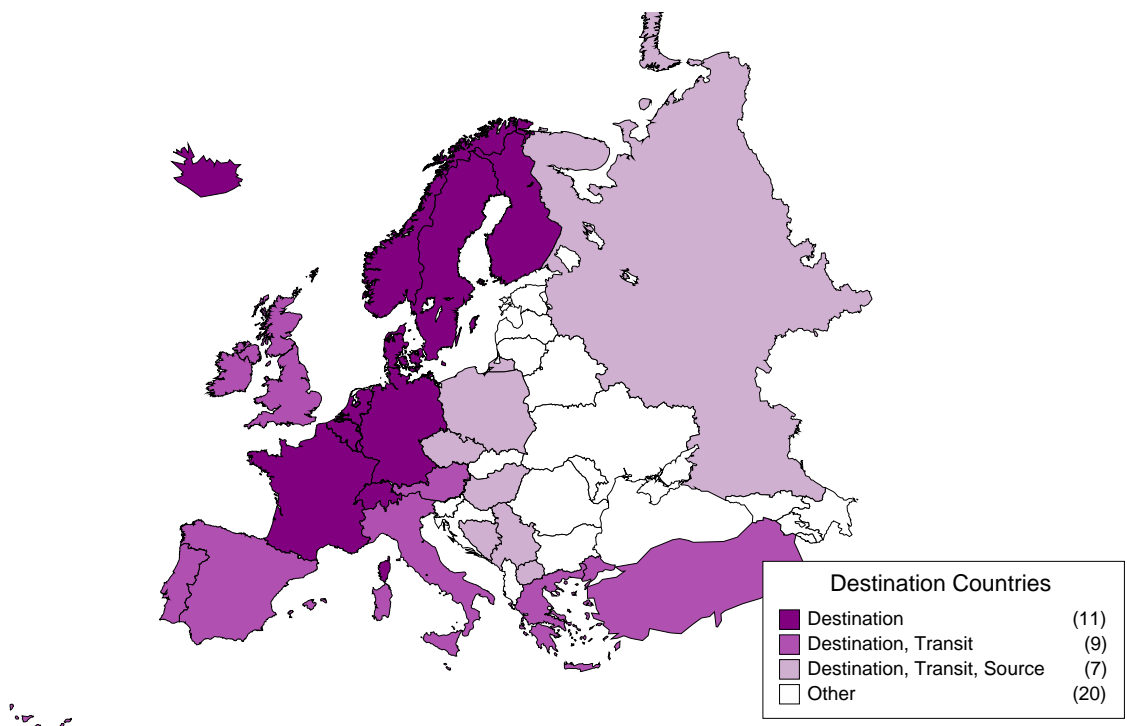 Destination Countries
Destination (11)
Destination, Transit (9)
Destination, Transit, Source (7)
Other (20)